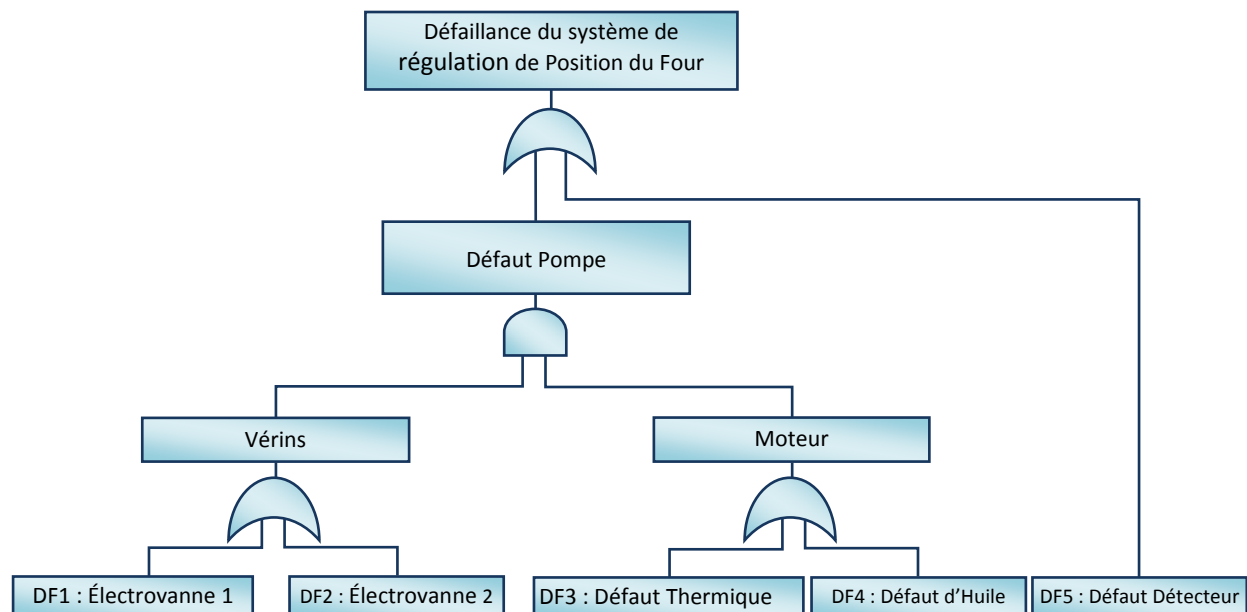 Défaillance du système de
régulation de Position du Four
Défaut Pompe
Vérins
Moteur
DF1 : Électrovanne 1
DF2 : Électrovanne 2
DF3 : Défaut Thermique
DF4 : Défaut d’Huile
DF5 : Défaut Détecteur